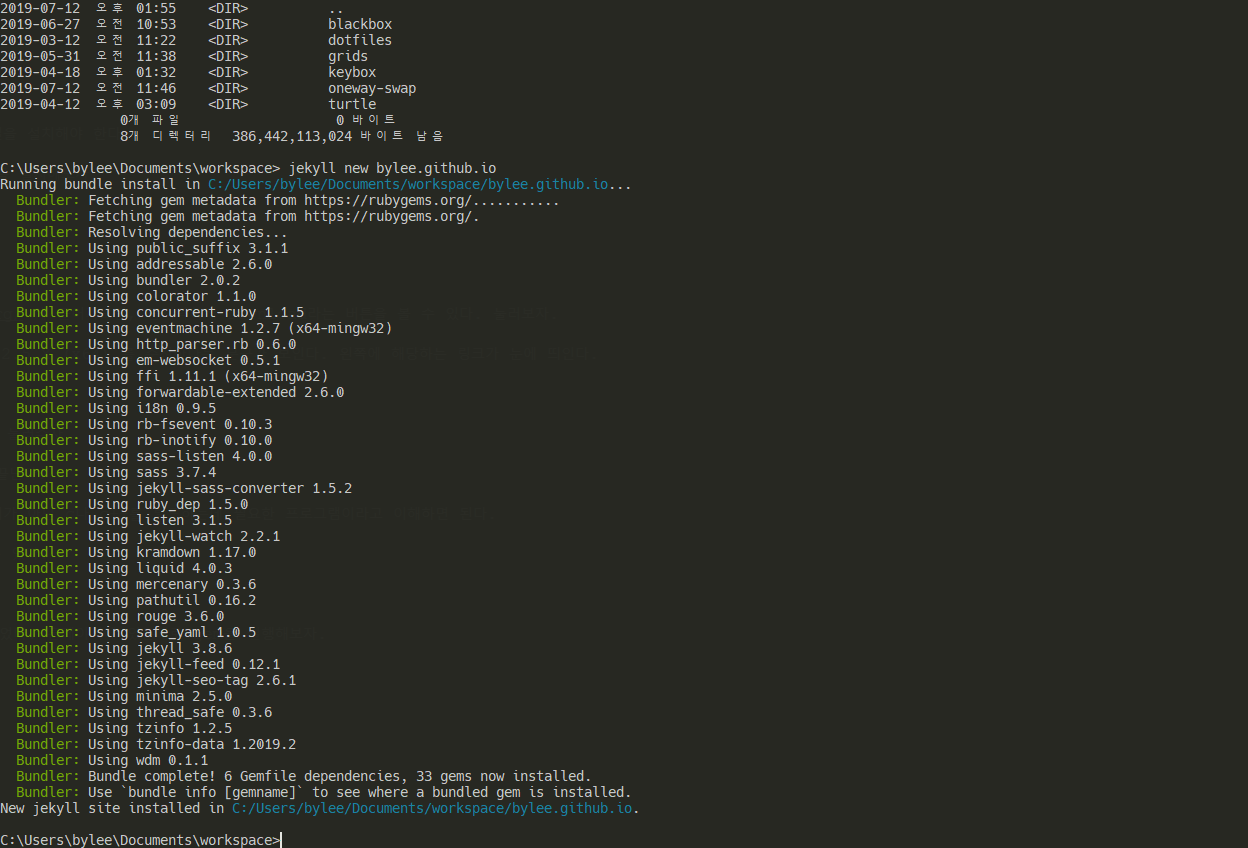 2019-07-12 오후 01:55 <DIR> ..
2019-06-27 오전 10:53 <DIR> blackbox
2019-03-12 오전 11:22 <DIR> dotfiles
2019-05-31 오전 11:38 <DIR> grids
2019-04-18 오후 01:32 <DIR> keybox
2019-07-12 오전 11:46 <DIR> oneway-swap
2019-04-12 오후 03:09 <DIR> turtle
0개 파일 0 바이트
8개 디렉터리 386,442,113,024 바이트 남음
C:\Users\bylee\Documents\workspace> jekyll new bylee.github.io
Running bundle install in C:/Users/bylee/Documents/workspace/bylee.github.io...
Bundler: Fetching gem metadata from https://rubygems.org/...........
Bundler: Fetching gem metadata from https://rubygems.org/.
Bundler: Resolving dependencies...
Bundler: Using public_suffix 3.1.1
Bundler: Using addressable 2.6.0
Bundler: Using bundler 2.0.2
Bundler: Using colorator 1.1.0
Bundler: Using concurrent-ruby 1.1.5
Bundler: Using eventmachine 1.2.7 (x64-mingw32)
Bundler: Using http_parser.rb 0.6.0
Bundler: Using em-websocket 0.5.1
Bundler: Using ffi 1.11.1 (x64-mingw32)
Bundler: Using forwardable-extended 2.6.0
Bundler: Using i18n 0.9.5
Bundler: Using rb-fsevent 0.10.3
Bundler: Using rb-inotify 0.10.0
Bundler: Using sass-listen 4.0.0
Bundler: Using sass 3.7.4
Bundler: Using jekyll-sass-converter 1.5.2
Bundler: Using ruby_dep 1.5.0
Bundler: Using listen 3.1.5
Bundler: Using jekyll-watch 2.2.1
Bundler: Using kramdown 1.17.0
Bundler: Using liquid 4.0.3
Bundler: Using mercenary 0.3.6
Bundler: Using pathutil 0.16.2
Bundler: Using rouge 3.6.0
Bundler: Using safe_yaml 1.0.5
Bundler: Using jekyll 3.8.6
Bundler: Using jekyll-feed 0.12.1
Bundler: Using jekyll-seo-tag 2.6.1
Bundler: Using minima 2.5.0
Bundler: Using thread_safe 0.3.6
Bundler: Using tzinfo 1.2.5
Bundler: Using tzinfo-data 1.2019.2
Bundler: Using wdm 0.1.1
Bundler: Bundle complete! 6 Gemfile dependencies, 33 gems now installed.
Bundler: Use `bundle info [gemname]` to see where a bundled gem is installed.
New jekyll site installed in C:/Users/bylee/Documents/workspace/bylee.github.io.
C:\Users\bylee\Documents\workspace>